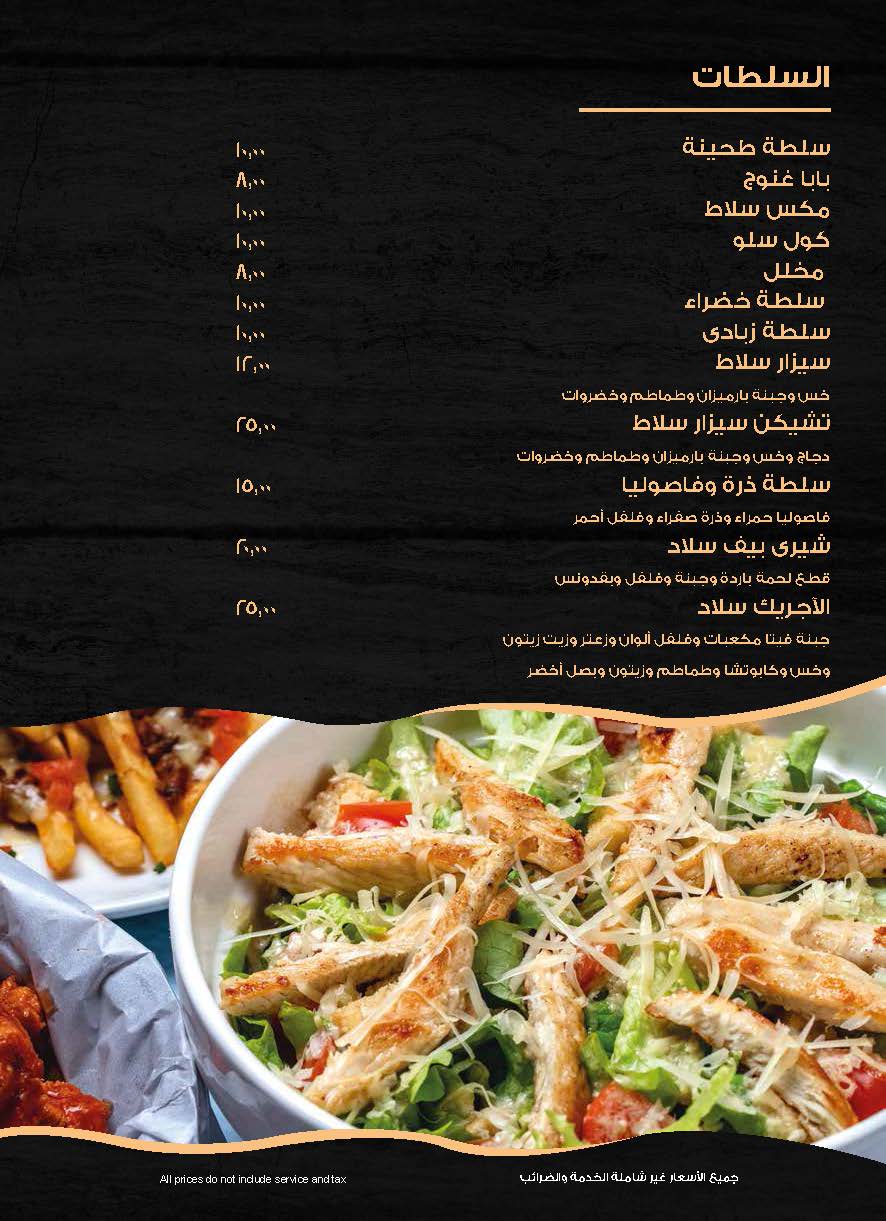 السلطات
سلطة طحينة ١٠,٠٠
بابا غنوج ٨,٠٠
مكس سلاط ١٠,٠٠
كول سلو ١٠,٠٠
مخلل ٨,٠٠
سلطة خضراء ١٠,٠٠
سلطة زبادى ١٠,٠٠
سيزار سلاط ١٢,٠٠
خس وجبنة بارميزان وطماطم وخضروات
تشيكن سيزار سلاط ٢٥,٠٠
دجاج وخس وجبنة بارميزان وطماطم وخضروات
سلطة ذرة وفاصوليا ١٥,٠٠
فاصوليا حمراء وذرة صفراء وفلفل أحمر
شيرى بيف سلاد ٢٠,٠٠
قطع لحمة باردة وجبنة وفلفل وبقدونس
الآجريك سلاد ٢٥,٠٠
جبنة فيتا مكعبات وفلفل ألوان وزعتر وزيت زيتون
وخس وكابوتشا وطماطم وزيتون وبصل أخضر
جميع الأسعار غير شاملة الخدمة والضرائب
All prices do not include service and tax